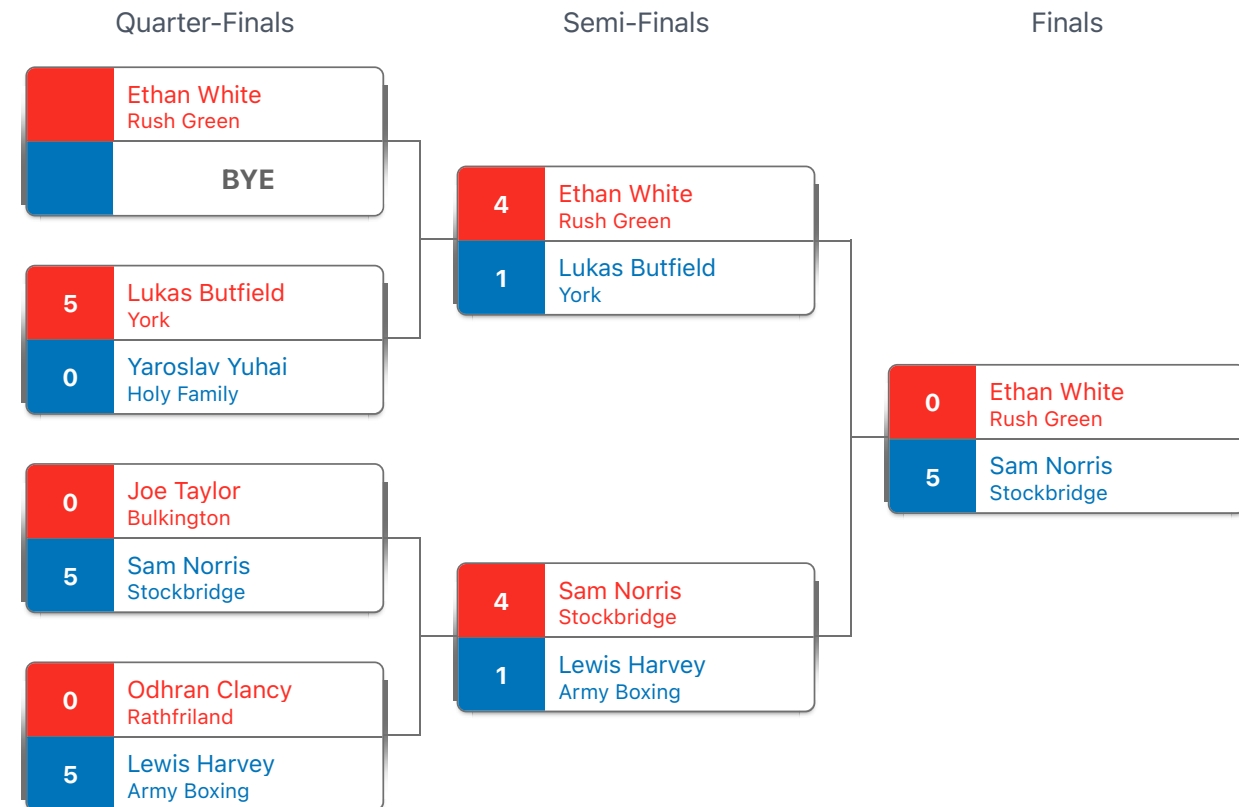 Quarter-Finals
Semi-Finals
Finals
Ethan White
Rush Green
BYE
5
Lukas Butfield
York
0
Yaroslav Yuhai
Holy Family
0
Joe Taylor
Bulkington
5
Sam Norris
Stockbridge
0
Odhran Clancy
Rathfriland
5
Lewis Harvey
Army Boxing
4
Ethan White
Rush Green
1
Lukas Butfield
York
4
Sam Norris
Stockbridge
1
Lewis Harvey
Army Boxing
0
Ethan White
Rush Green
5
Sam Norris
Stockbridge